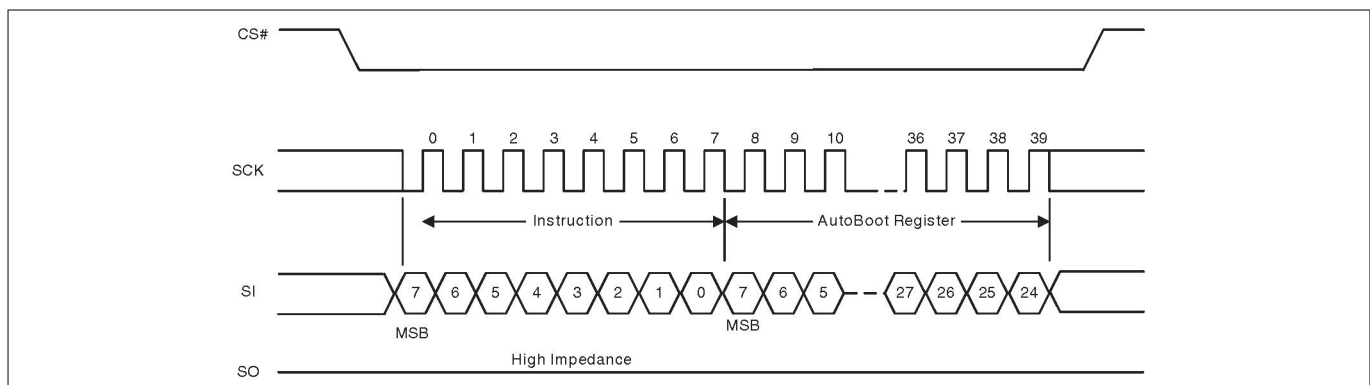 CS#
0 1 2 3 4 5 6 7 8 9 10 36 37 38 39
SCK
Instruction AutoBoot Register
SI 7 6 5 4 3 2 1 0 7 6 5 27 26 25 24
MSB MSB
High Impedance
SO